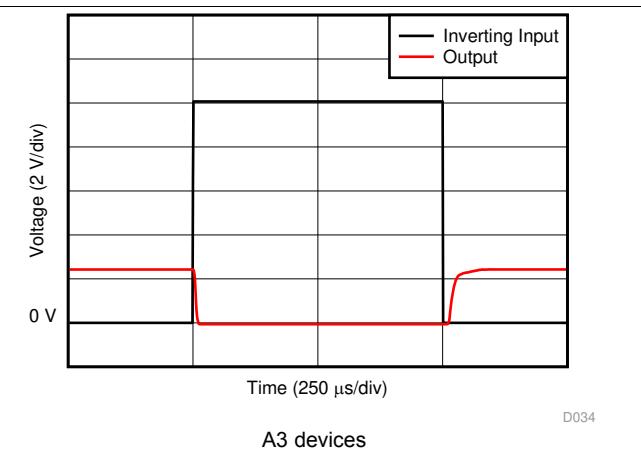 Inverting Input
Output
Voltage (2 V/div)
0 V
Time (250 μs/div)
D034
A3 devices